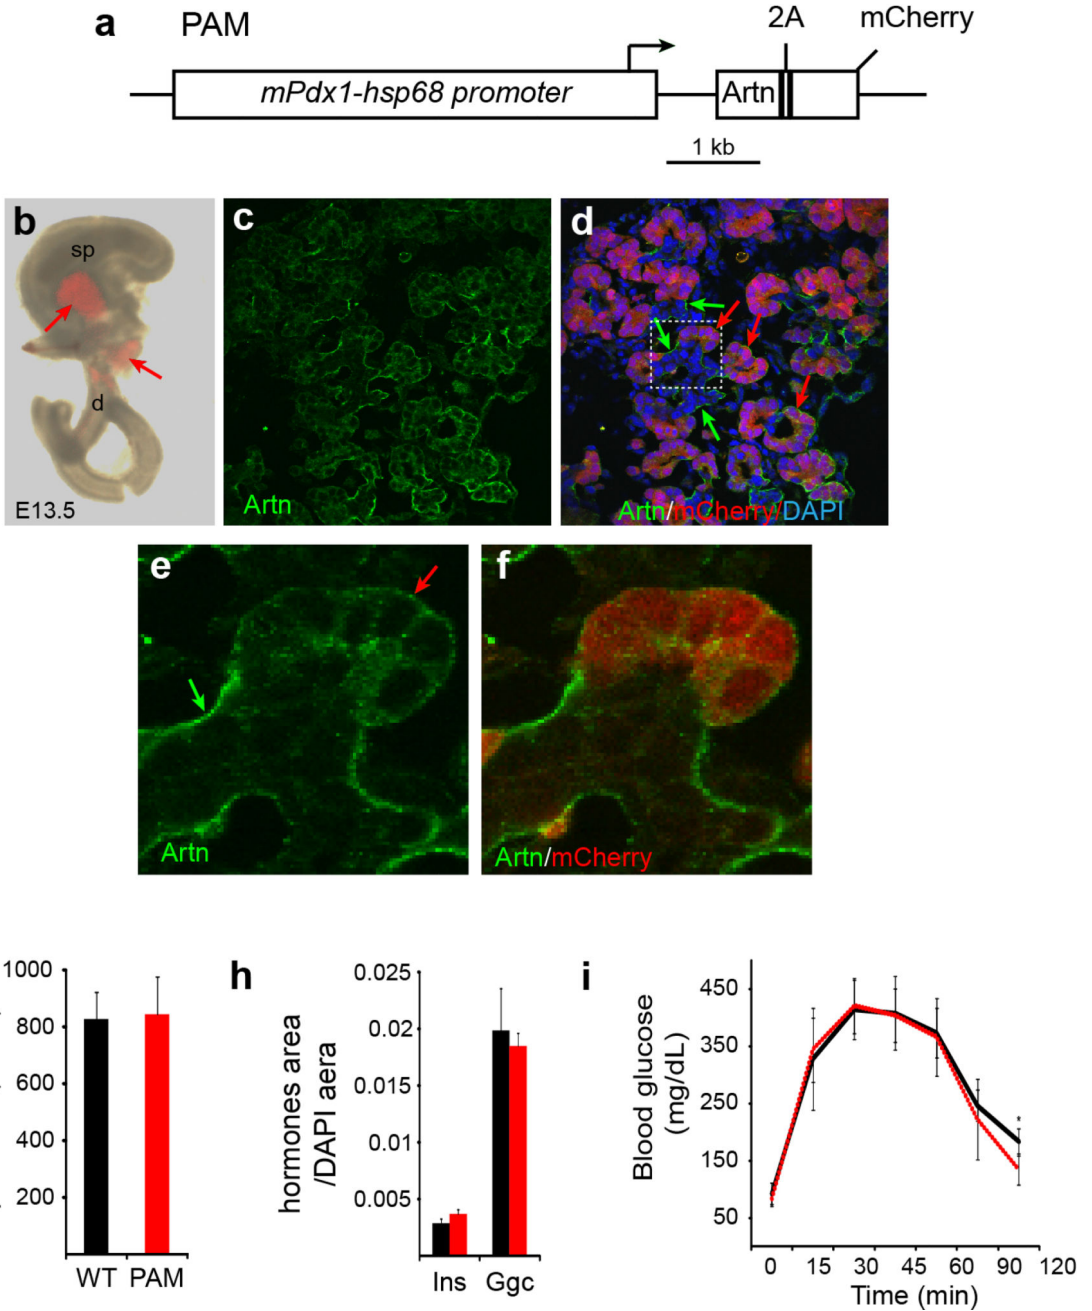 a PAM 2A mCherry
mPdx1-hsp68 promoter Artn
1 kb
b sp d E13.5
c Artn
d Artn/mCherry/DAPI
e Artn
f Artn/mCherry
1000
800
600
400
200
WT PAM
h
hormones area
/DAPI aera
0.025
0.02
0.015
0.01
0.005
Ins Ggc
i
Blood glucose
(mg/dL)
450
350
250
150
50
0 15 30 45 60 90 120
Time (min)